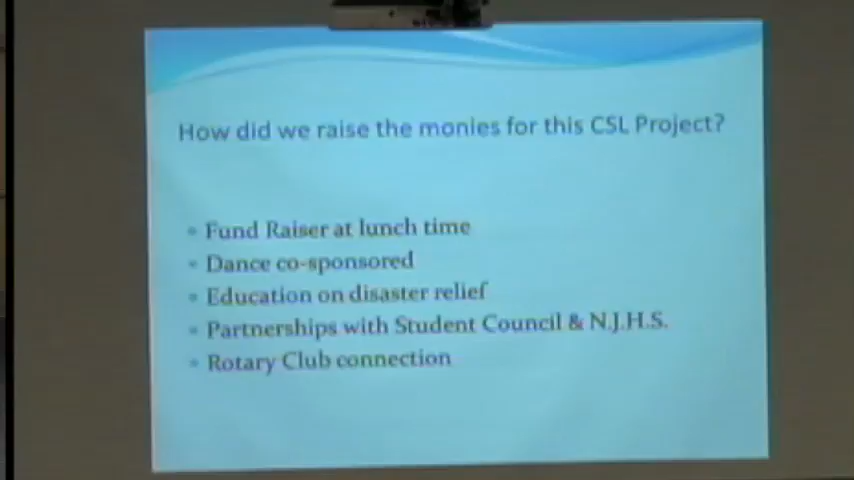 How did we raise the monies for this CSL Project?
Fund Raiser at lunch time
Dance co-sponsored
Education on disaster relief
Partnerships with Student Council & N.J.H.S.
Rotary Club connection